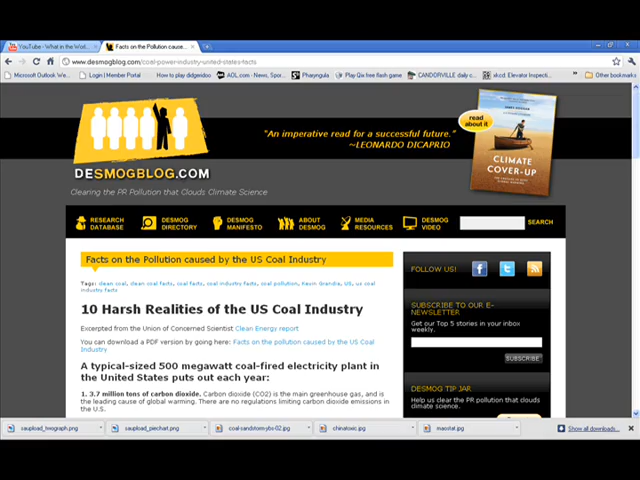 YouTube - What in the Worl
Facts on the Pollution cause...
www.desmogblog.com/coal-power-industry-united-states-facts
Microsoft Outlook We...
Login | Member Portal
How to play didgeridoo
AOL.com - News, Spor...
Pharyngula
Play Qix flash game
CANDORVILLE daily c...
xkcd: Elevator Inspecti...
Other bookmarks
DESMOGBLOG.COM
Clearing the PR Pollution that Clouds Climate Science
"An imperative read for a successful future."
~LEONARDO DICAPRIO
read
about it
CLIMATE
COVER-UP
RESEARCH
DATABASE
DESMOG
DIRECTORY
DESMOG
MANIFESTO
ABOUT
DESMOG
MEDIA
RESOURCES
DESMOG
VIDEO
SEARCH
Facts on the Pollution caused by the US Coal Industry
Tags: clean coal, clean coal facts, coal facts, coal industry facts, coal pollution, Kevin Grandia, US, us coal
industry facts
10 Harsh Realities of the US Coal Industry
Excerpted from the Union of Concerned Scientist Clean Energy report
You can download a PDF version by going here: Facts on the pollution caused by the US Coal
Industry
A typical-sized 500 megawatt coal-fired electricity plant in
the United States puts out each year:
1. 3.7 million tons of carbon dioxide. Carbon dioxide (CO2) is the main greenhouse gas, and is
the leading cause of global warming. There are no regulations limiting carbon dioxide emissions in
the U.S.
FOLLOW US!
SUBSCRIBE TO OUR E-
NEWSLETTER
Get our Top 5 stories in your inbox
weekly.
SUBSCRIBE
DESMOG TIP JAR
Help us clear the PR pollution that clouds
climate science.
coal-sandstorm-ybs-02.jpg
chinatoxic.jpg
maostat.jpg
Show all downloads...